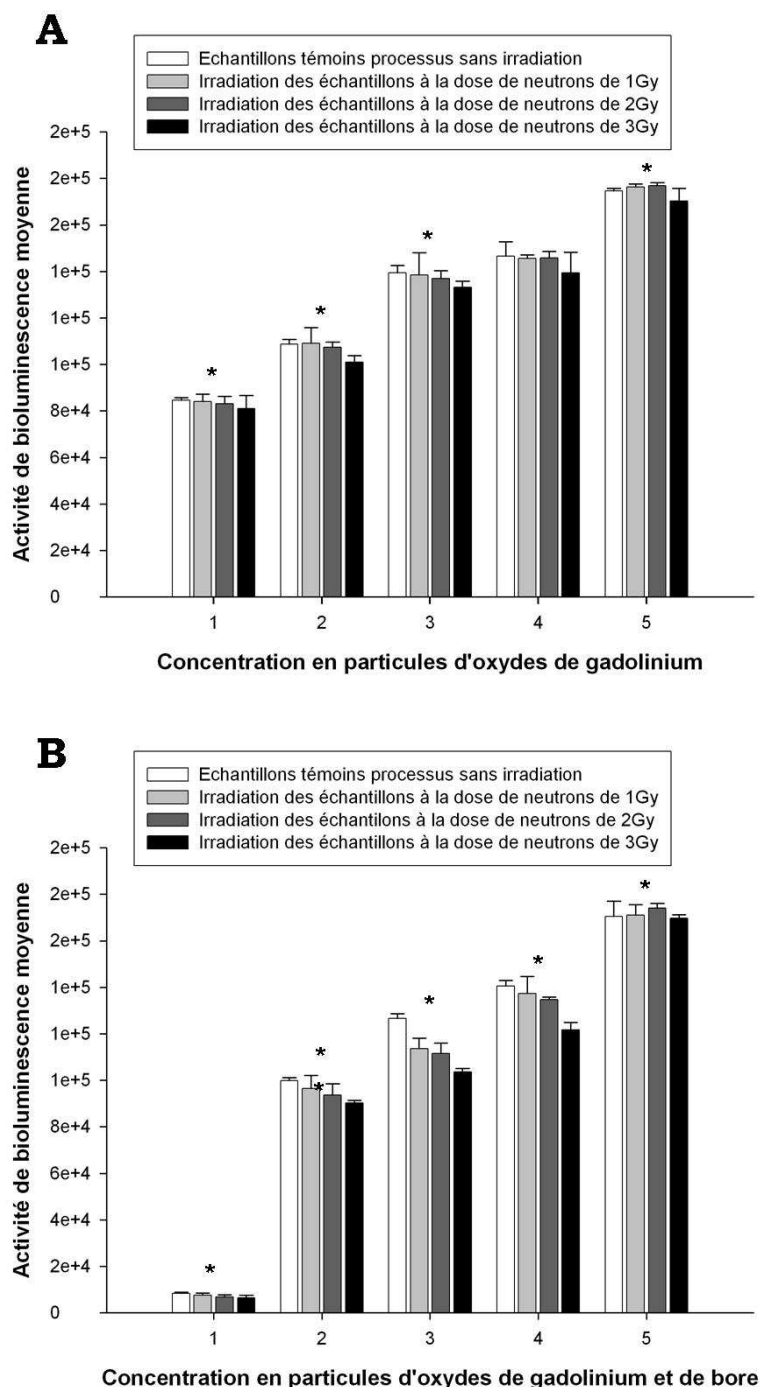 A
Echantillons témoins processus sans irradiation
Irradiation des échantillons à la dose de neutrons de 1Gy
Irradiation des échantillons à la dose de neutrons de 2Gy
Irradiation des échantillons à la dose de neutrons de 3Gy
Activité de bioluminescence moyenne
2e+5
2e+5
2e+5
1e+5
1e+5
1e+5
8e+4
6e+4
4e+4
2e+4
0
*
*
*
*
1
2
3
4
5
Concentration en particules d'oxydes de gadolinium
B
Echantillons témoins processus sans irradiation
Irradiation des échantillons à la dose de neutrons de 1Gy
Irradiation des échantìlons à la dose de neutrons de 2Gy
Irradiation des échantillons à la dose de neutrons de 3Gy
Activité de bioluminescence moyenne
2e+5
2e+5
2e+5
1e+5
1e+5
1e+5
8e+4
6e+4
4e+4
2e+4
0
*
*
*
*
*
*
1
2
3
4
5
Concentration en particules d'oxydes de gadolinium et de bore